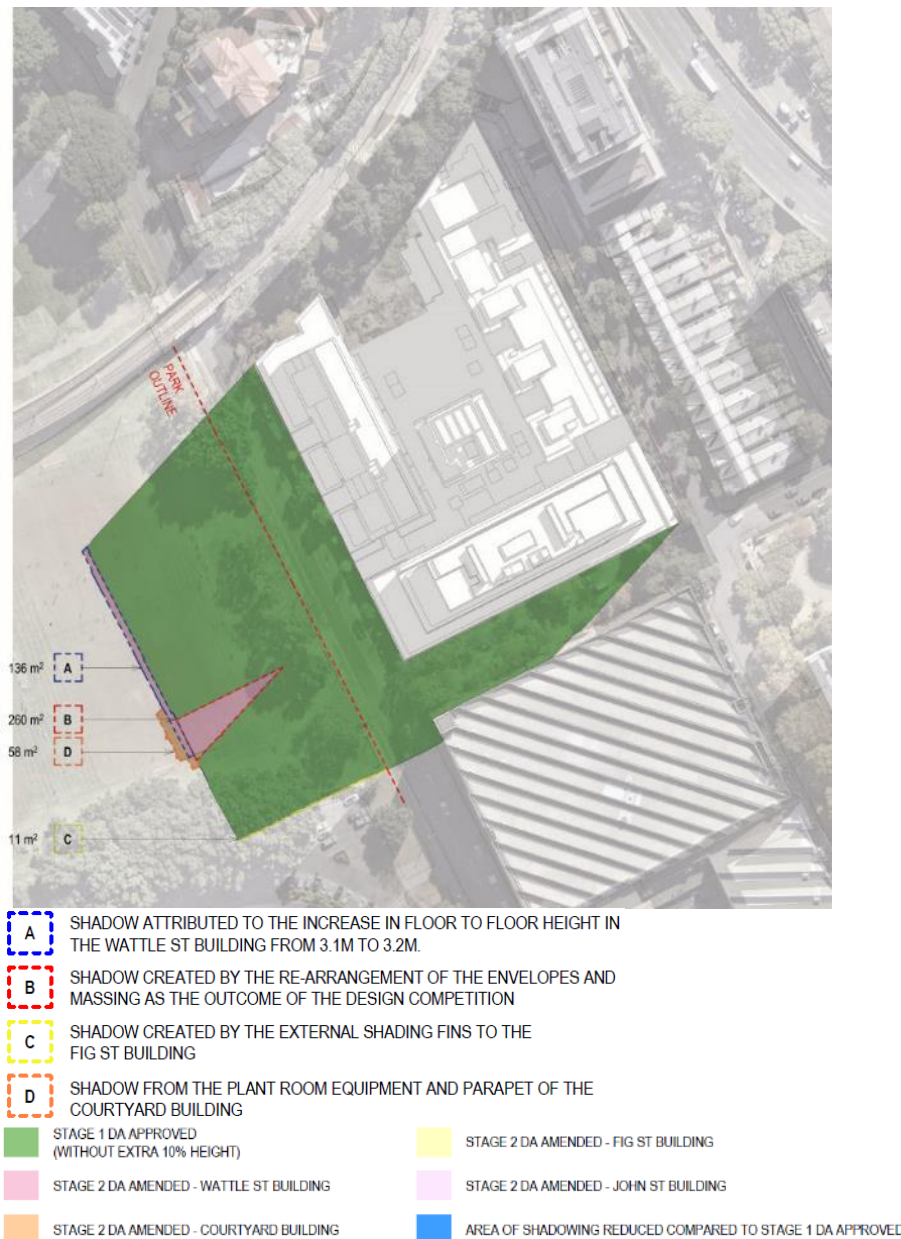 PARK
OUTLINE
136 m² A
260 m² B
58 m² D
11 m² C
A SHADOW ATTRIBUTED TO THE INCREASE IN FLOOR TO FLOOR HEIGHT IN
THE WATTLE ST BUILDING FROM 3.1M TO 3.2M.
B SHADOW CREATED BY THE RE-ARRANGEMENT OF THE ENVELOPES AND
MASSING AS THE OUTCOME OF THE DESIGN COMPETITION
C SHADOW CREATED BY THE EXTERNAL SHADING FINS TO THE
FIG ST BUILDING
D SHADOW FROM THE PLANT ROOM EQUIPMENT AND PARAPET OF THE
COURTYARD BUILDING
STAGE 1 DA APPROVED
(WITHOUT EXTRA 10% HEIGHT)
STAGE 2 DA AMENDED - FIG ST BUILDING
STAGE 2 DA AMENDED - WATTLE ST BUILDING
STAGE 2 DA AMENDED - JOHN ST BUILDING
STAGE 2 DA AMENDED - COURTYARD BUILDING
AREA OF SHADOWING REDUCED COMPARED TO STAGE 1 DA APPROVED